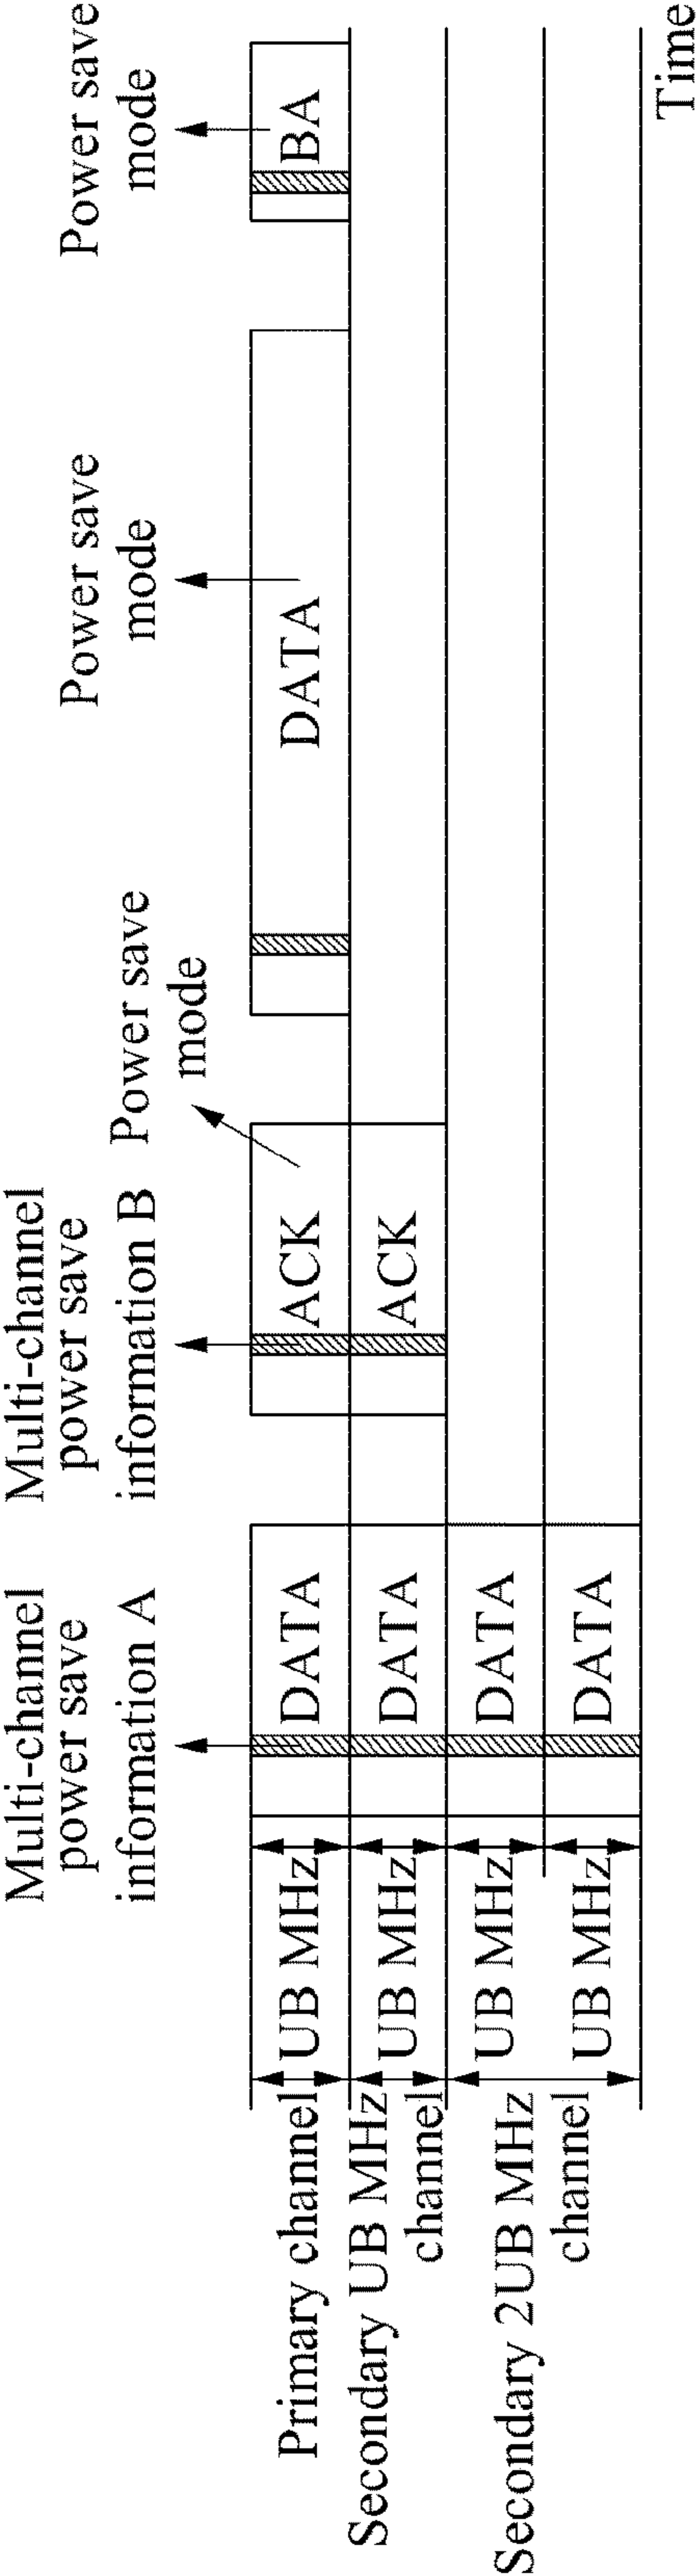 Multi-channel
power save
information A
Multi-channel
power save
information B
Power save
mode
Power save
mode
Power save
mode
Primary channel
UB MHz
DATA
ACK
DATA
BA
Secondary UB MHz
channel
UB MHz
DATA
ACK
Secondary 2UB MHz
channel
UB MHz
DATA
UB MHz
DATA
Time